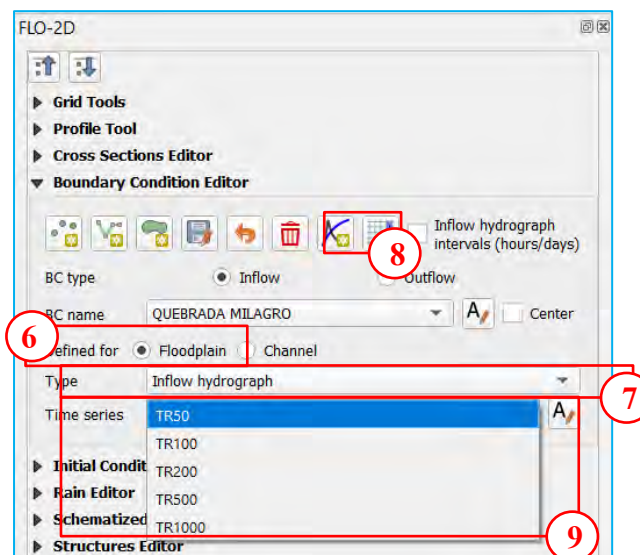 FLO-2D
Grid Tools
Profile Tool
Cross Sections Editor
Boundary Condition Editor
Inflow hydrograph
intervals (hours/days)
8
BC type Inflow Outflow
BC name QUEBRADA MILAGRO A Center
6
efined for Floodplain Channel
Type Inflow hydrograph
7
Time series TR50 A
TR100
Initial Condit TR200
Rain Editor TR500
Schematized TR1000
9
Structures Editor